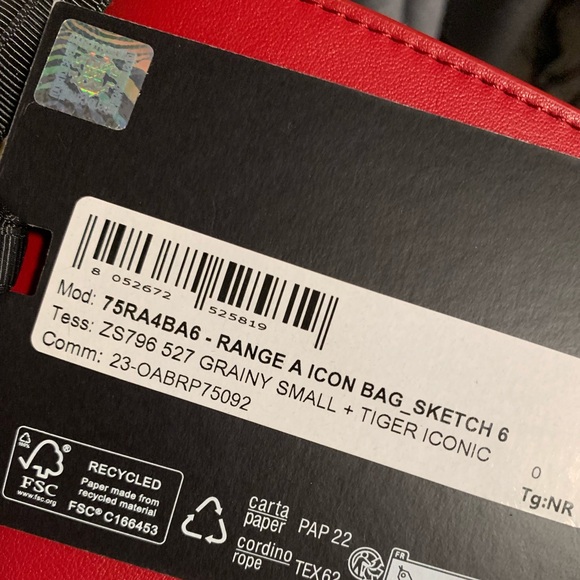 8 052672 525819
Mod: 75RA4BA6 - RANGE A ICON BAG_SKETCH 6
Tess: ZS796 527 GRAINY SMALL + TIGER ICONIC
Comm: 23-OABRP75092
0
Tg:NR
FSC
www.fsc.org
RECYCLED
Paper made from
recycled material
FSC® C166453
carta
paper
PAP 22
cordino
rope
TEX62
FR